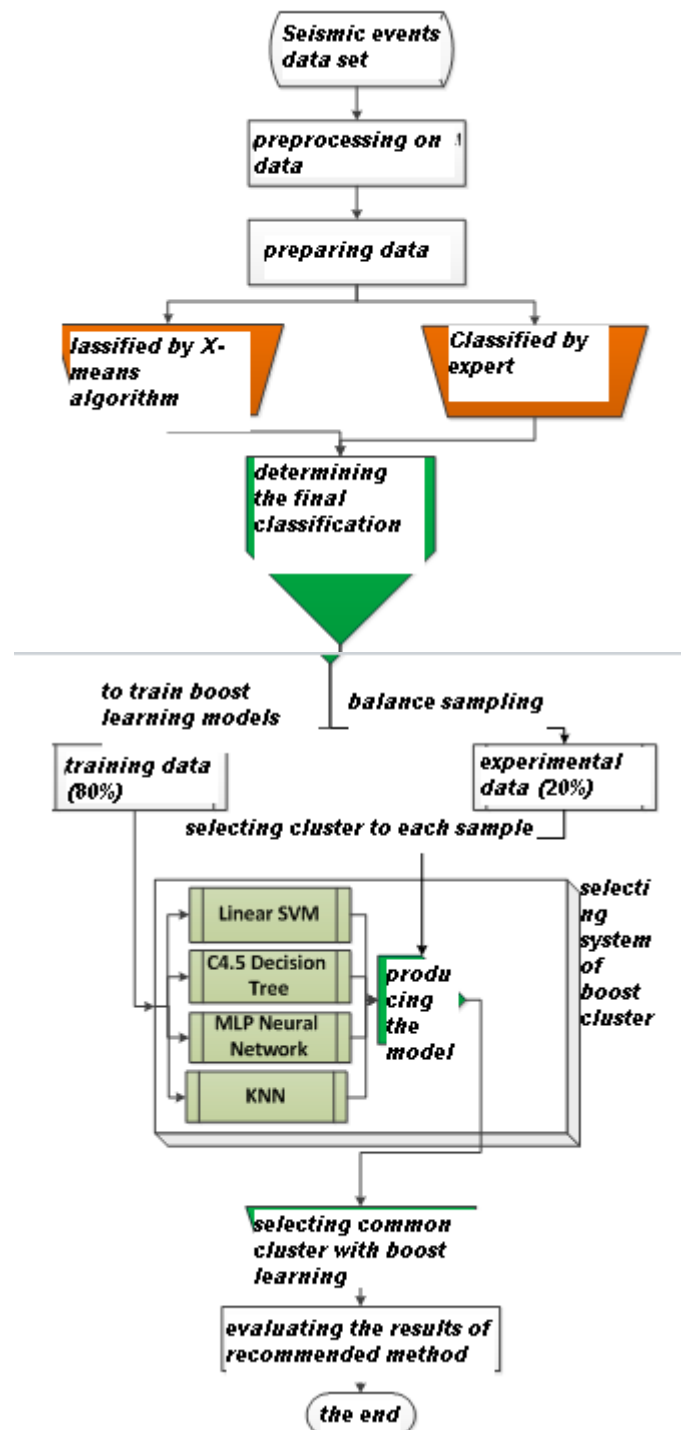 Seismic events
data set
preprocessing on
data
preparing data
lassified by X-
means
algorithm
Classified by
expert
determining
the final
classification
to train boost
learning models
balance sampling
training data
(80%)
experimental
data (20%)
selecting cluster to each sample
Linear SVM
C4.5 Decision
Tree
MLP Neural
Network
KNN
produ
cing
the
model
selecti
ng
system
of
boost
cluster
selecting common
cluster with boost
learning
evaluating the results of
recommended method
the end